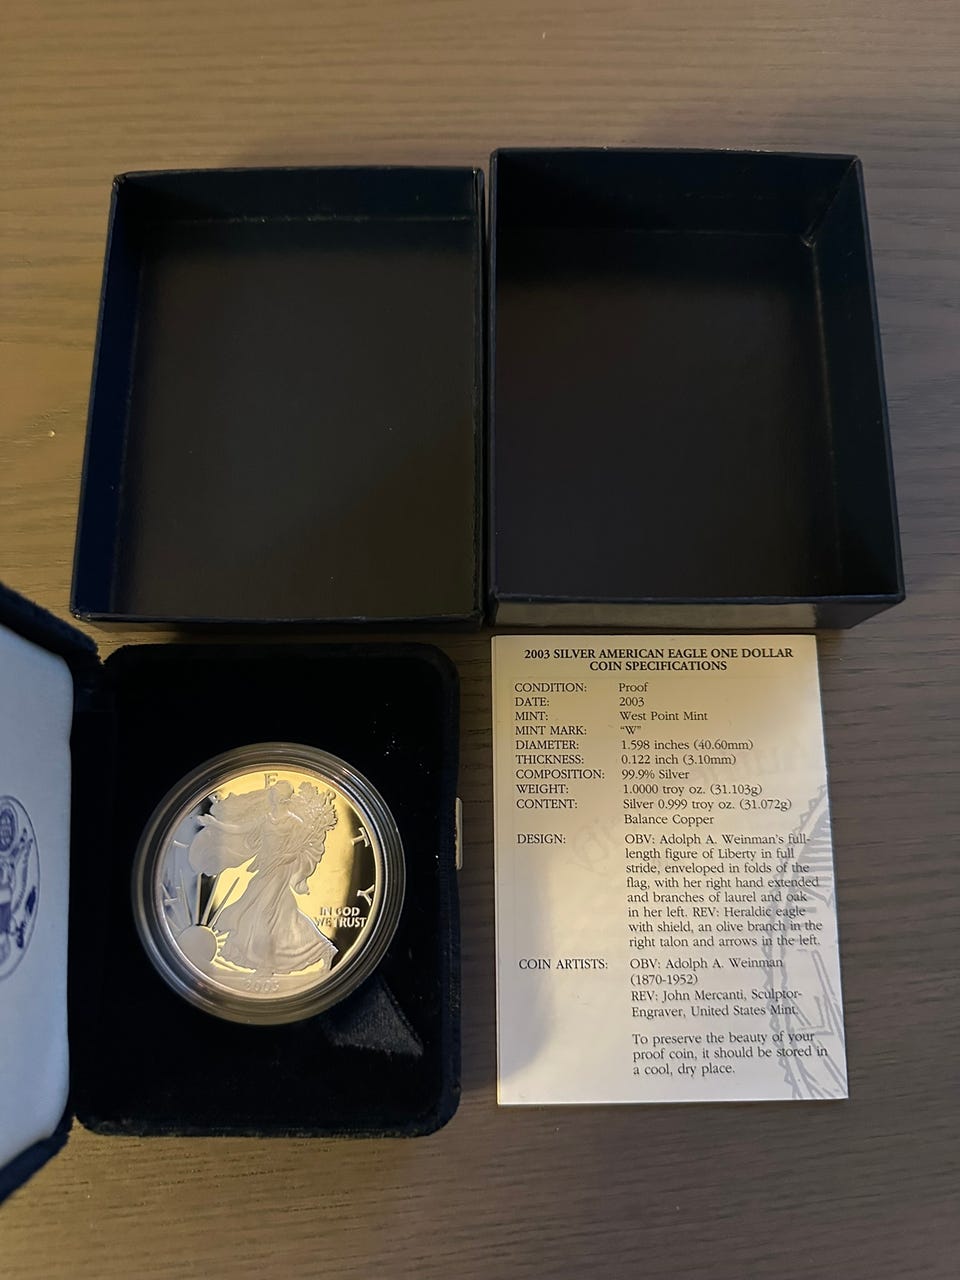 LIBERTY
IN GOD
WE TRUST
2003
2003 SILVER AMERICAN EAGLE ONE DOLLAR
COIN SPECIFICATIONS
CONDITION: Proof
DATE: 2003
MINT: West Point Mint
MINT MARK: “W”
DIAMETER: 1.598 inches (40.60mm)
THICKNESS: 0.122 inch (3.10mm)
COMPOSITION: 99.9% Silver
WEIGHT: 1.0000 troy oz. (31.103g)
CONTENT: Silver 0.999 troy oz. (31.072g)
Balance Copper
DESIGN: OBV: Adolph A. Weinman's full-
length figure of Liberty in full
stride, enveloped in folds of the
flag, with her right hand extended
and branches of laurel and oak
in her left. REV: Heraldic eagle
with shield, an olive branch in the
right talon and arrows in the left.
COIN ARTISTS: OBV: Adolph A. Weinman
(1870-1952)
REV: John Mercanti, Sculptor-
Engraver, United States Mint.
To preserve the beauty of your
proof coin, it should be stored in
a cool, dry place.